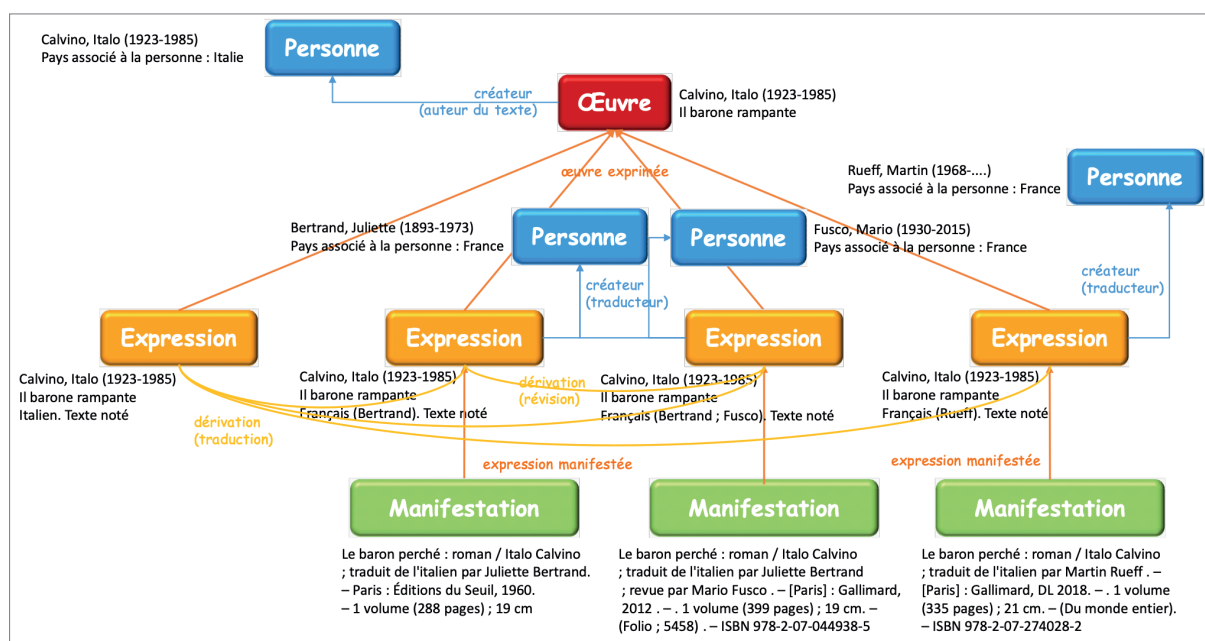 Calvino, Italo (1923-1985)
Pays associé à la personne : Italie
Personne
créateur
(auteur du texte)
Œuvre
Calvino, Italo (1923-1985)
Il barone rampante
œuvre exprimée
Rueff, Martin (1968-....)
Pays associé à la personne : France
Personne
Bertrand, Juliette (1893-1973)
Pays associé à la personne : France
Personne
Personne
Fusco, Mario (1930-2015)
Pays associé à la personne : France
créateur
(traducteur)
créateur
(traducteur)
Expression
Expression
Expression
Expression
Calvino, Italo (1923-1985)
Il barone rampante
Italien. Texte noté
Calvino, Italo (1923-1985)
Il barone rampante
Français (Bertrand). Texte noté
Calvino, Italo (1923-1985)
Il barone rampante
Français (Bertrand ; Fusco). Texte noté
Calvino, Italo (1923-1985)
Il barone rampante
Français (Rueff). Texte noté
dérivation
(traduction)
dérivation
(révision)
expression manifestée
expression manifestée
Manifestation
Manifestation
Manifestation
Le baron perché : roman / Italo Calvino
; traduit de l'italien par Juliette Bertrand.
– Paris : Éditions du Seuil, 1960.
– 1 volume (288 pages) ; 19 cm
Le baron perché : roman / Italo Calvino
; traduit de l'italien par Juliette Bertrand
; revue par Mario Fusco . – [Paris] : Gallimard,
2012 . – . 1 volume (399 pages) ; 19 cm. –
(Folio ; 5458) . – ISBN 978-2-07-044938-5
Le baron perché : roman / Italo Calvino
; traduit de l'italien par Martin Rueff . –
[Paris] : Gallimard, DL 2018. – . 1 volume
(335 pages) ; 21 cm. – (Du monde entier).
– ISBN 978-2-07-274028-2